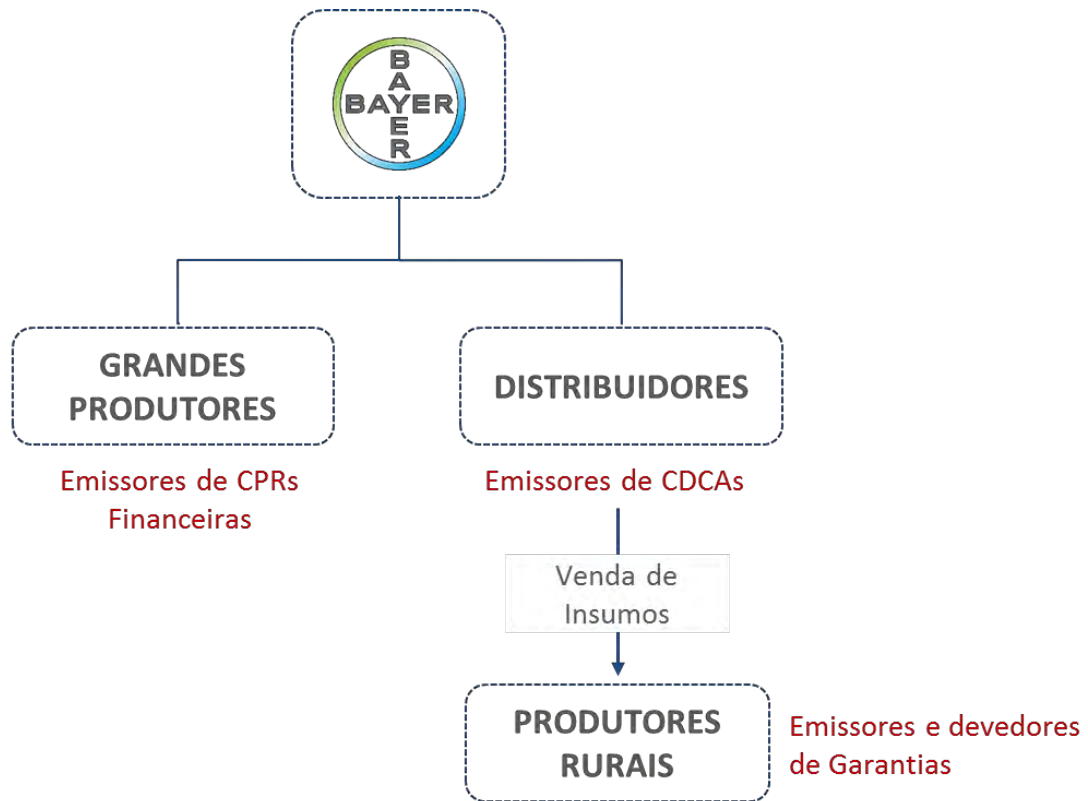 BAYER
BAYER
GRANDES
PRODUTORES
DISTRIBUIDORES
Emissores de CPRs
Financeiras
Emissores de CDCAs
Venda de
Insumos
PRODUTORES
RURAIS
Emissores e devedores
de Garantias